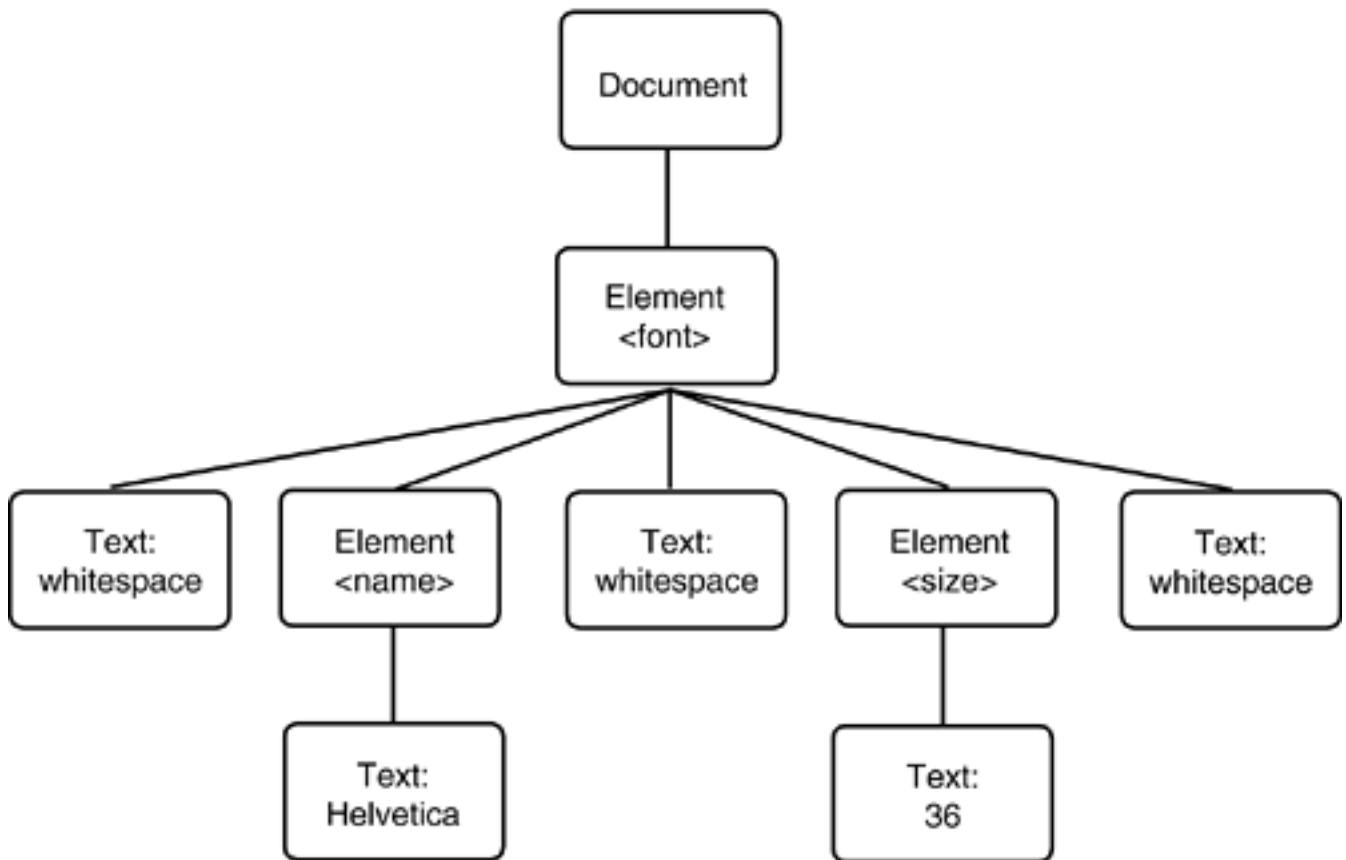 Document
Element
<font>
Text:
whitespace
Element
<name>
Text:
whitespace
Element
<size>
Text:
whitespace
Text:
Helvetica
Text:
36